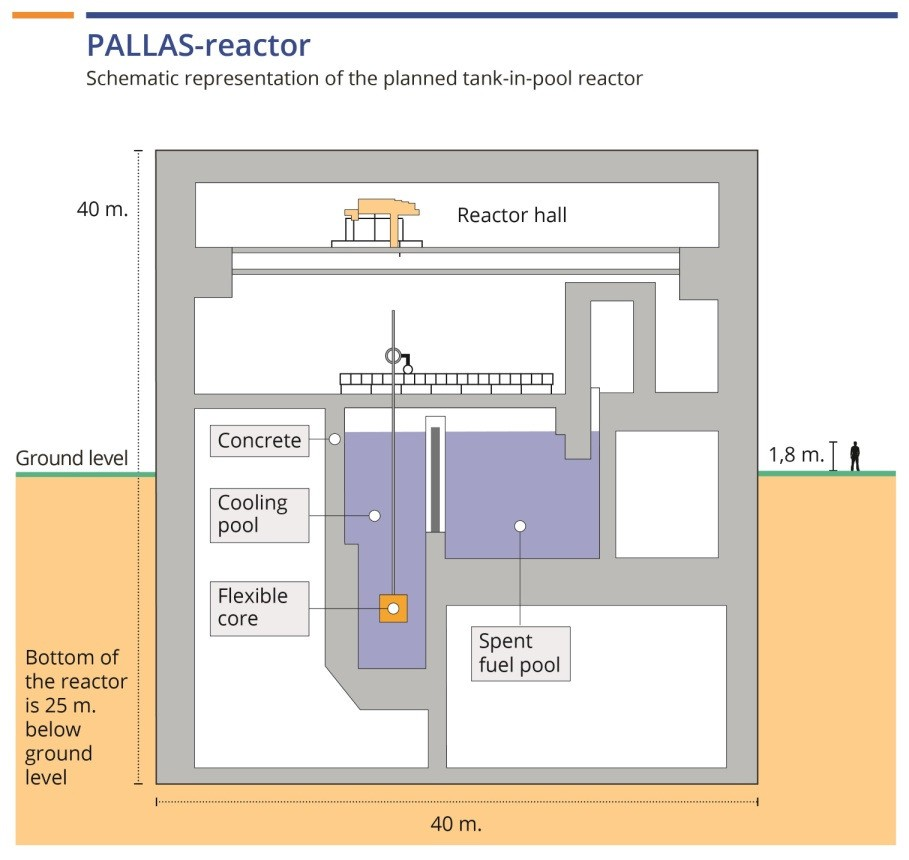 PALLAS-reactor
Schematic representation of the planned tank-in-pool reactor
40 m.
Reactor hall
Concrete
Ground level
1,8 m.
Cooling
pool
Flexible
core
Spent
fuel pool
Bottom of
the reactor
is 25 m.
below
ground
level
40 m.